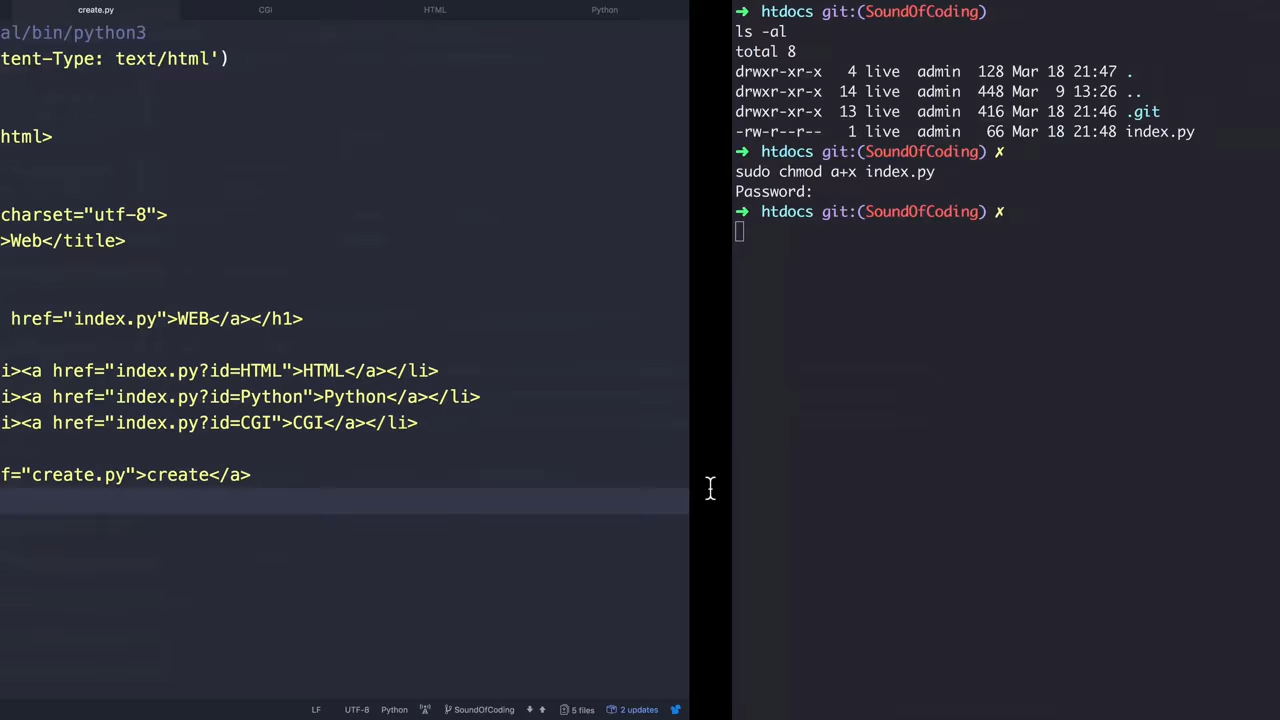 create.py
CGI
HTML
Python
al/bin/python3
tent-Type: text/html')
html>
charset="utf-8">
>Web</title>
href="index.py">WEB</a></h1>
i><a href="index.py?id=HTML">HTML</a></li>
i><a href="index.py?id=Python">Python</a></li>
i><a href="index.py?id=CGI">CGI</a></li>
f="create.py">create</a>
LF
UTF-8
Python
SoundOfCoding
5 files
2 updates
➜ htdocs git:(SoundOfCoding)
ls -al
total 8
drwxr-xr-x 4 live admin 128 Mar 18 21:47 .
drwxr-xr-x 14 live admin 448 Mar 9 13:26 ..
drwxr-xr-x 13 live admin 416 Mar 18 21:46 .git
-rw-r--r-- 1 live admin 66 Mar 18 21:48 index.py
➜ htdocs git:(SoundOfCoding) ✗
sudo chmod a+x index.py
Password:
➜ htdocs git:(SoundOfCoding) ✗